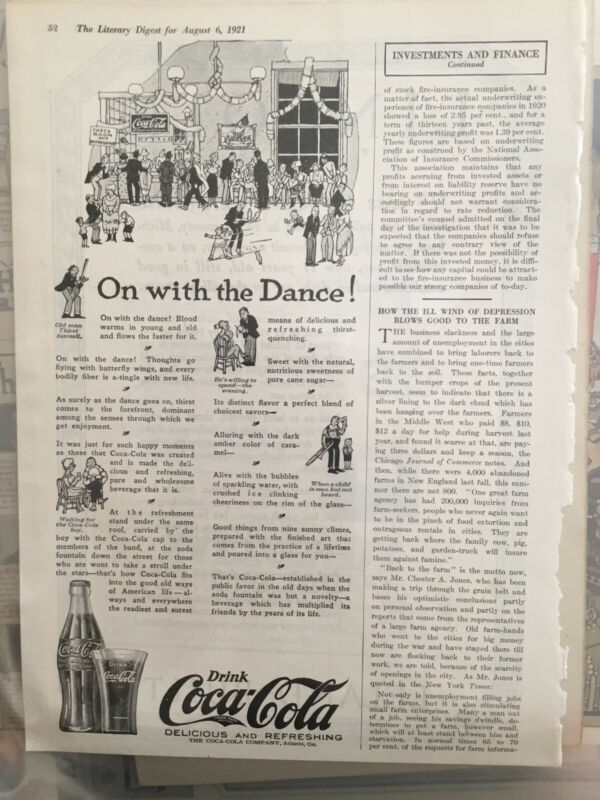 52 The Literary Digest for August 6, 1921
CHECK
ROOM
Drink
Coca-Cola
On with the Dance!
Old man
Thirst
himself.
On with the dance! Blood
warms in young and old
and flows the faster for it.
On with the dance! Thoughts go
flying with butterfly wings, and every
bodily fiber is a-tingle with new life.
As surely as the dance goes on, thirst
comes to the forefront, dominant
among the senses through which we
get enjoyment.
It was just for such happy moments
as these that Coca-Cola was created
and is made the deli-
cious and refreshing,
pure and wholesome
beverage that it is.
Waiting for
the Coca-Cola
boy.
At the refreshment
stand under the same
roof, carried by the
boy with the Coca-Cola cap to the
members of the band, at the soda
fountain down the street for those
who are wont to take a stroll under
the stars—that's how Coca-Cola fits
into the good old ways
of American life—al-
ways and everywhere
the readiest and surest
He's willing to
spend—the
evening.
means of delicious and
refreshing thirst-
quenching.
Sweet with the natural,
nutritious sweetness of
pure cane sugar—
Its distinct flavor a perfect blend of
choicest savors—
Alluring with the dark
amber color of cara-
mel—
When a child
is seen but not
heard.
Alive with the bubbles
of sparkling water, with
crushed ice clinking
cheeriness on the rim of the glass—
Good things from nine sunny climes,
prepared with the finished art that
comes from the practice of a lifetime
and poured into a glass for you—
That's Coca-Cola—established in the
public favor in the old days when the
soda fountain was but a novelty—a
beverage which has multiplied its
friends by the years of its life.
Coca-Cola
Drink
Coca-Cola
Drink
Coca-Cola
DELICIOUS AND REFRESHING
THE COCA-COLA COMPANY, Atlanta, Ga.
INVESTMENTS AND FINANCE
Continued
of stock fire-insurance companies. As a
matter of fact, the actual underwriting ex-
perience of fire-insurance companies in 1920
showed a loss of 2.95 per cent., and for a
term of thirteen years past, the average
yearly underwriting profit was 1.39 per cent.
These figures are based on underwriting
profit as construed by the National Asso-
ciation of Insurance Commissioners.
This association maintains that any
profits accruing from invested assets or
from interest on liability reserve have no
bearing on underwriting profits and ac-
cordingly should not warrant considera-
tion in regard to rate reduction. The
committee's counsel admitted on the final
day of the investigation that it was to be
expected that the companies should refuse
to agree to any contrary view of the
matter. If there was not the possibility of
profit from this invested money, it is diffi-
cult to see how any capital could be attract-
ed to the fire-insurance business to make
possible our strong companies of to-day.
HOW THE ILL WIND OF DEPRESSION
BLOWS GOOD TO THE FARM
THE business slackness and the large
amount of unemployment in the cities
have combined to bring laborers back to
the farmers and to bring one-time farmers
back to the soil. These facts, together
with the bumper crops of the present
harvest, seem to indicate that there is a
silver lining to the dark cloud which has
been hanging over the farmers. Farmers
in the Middle West who paid $8, $10,
$12 a day for help during harvest last
year, and found it scarce at that, are pay-
ing three dollars and keep a season, the
Chicago Journal of Commerce notes. And
then, while there were 4,000 abandoned
farms in New England last fall, this sum-
mer there are not 800. "One great farm
agency has had 200,000 inquiries from
farm-seekers, people who never again want
to be in the pinch of food extortion and
outrageous rentals in cities. They are
getting back where the family cow, pig,
potatoes, and garden-truck will insure
them against famine."
"Back to the farm" is the motto now,
says Mr. Chester A. Jones, who has been
making a trip through the grain belt and
bases his optimistic conclusions partly
on personal observation and partly on the
reports that come from the representatives
of a large farm agency. Old farm-hands
who went to the cities for big money
during the war and have stayed there till
now are flocking back to their former
work, we are told, because of the scarcity
of openings in the city. As Mr. Jones is
quoted in the New York Times:
Not only is unemployment filling jobs
on the farms, but it is also stimulating
small farm enterprises. Many a man out
of a job, seeing his savings dwindle, de-
termines to get a farm, however small,
which will at least stand between him and
starvation. In normal times 65 to 70
per cent. of the requests for farm informa-